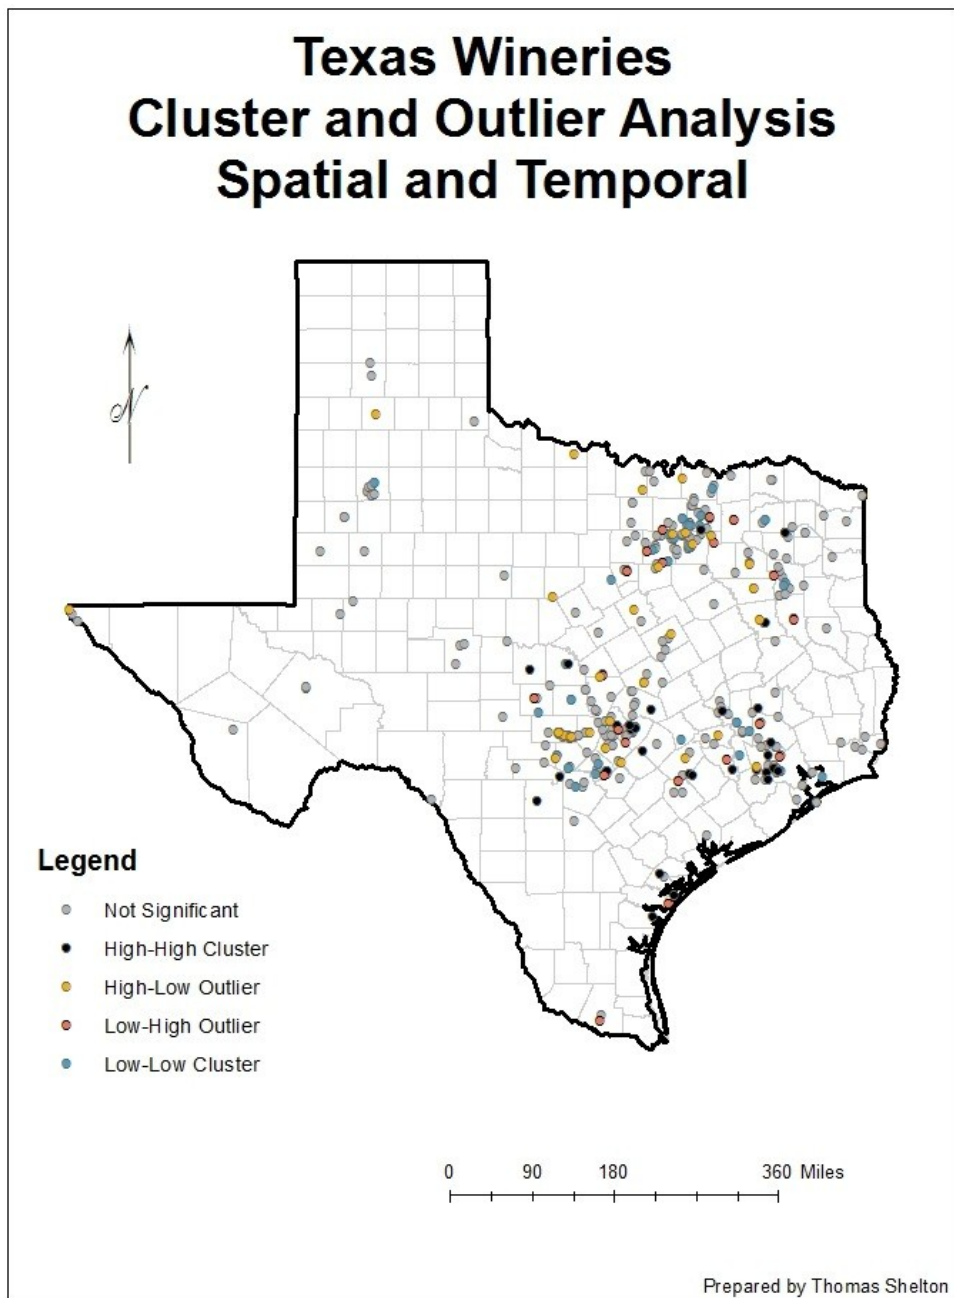 Texas Wineries
Cluster and Outlier Analysis
Spatial and Temporal
N
Legend
Not Significant
High-High Cluster
High-Low Outlier
Low-High Outlier
Low-Low Cluster
0 90 180 360 Miles
Prepared by Thomas Shelton